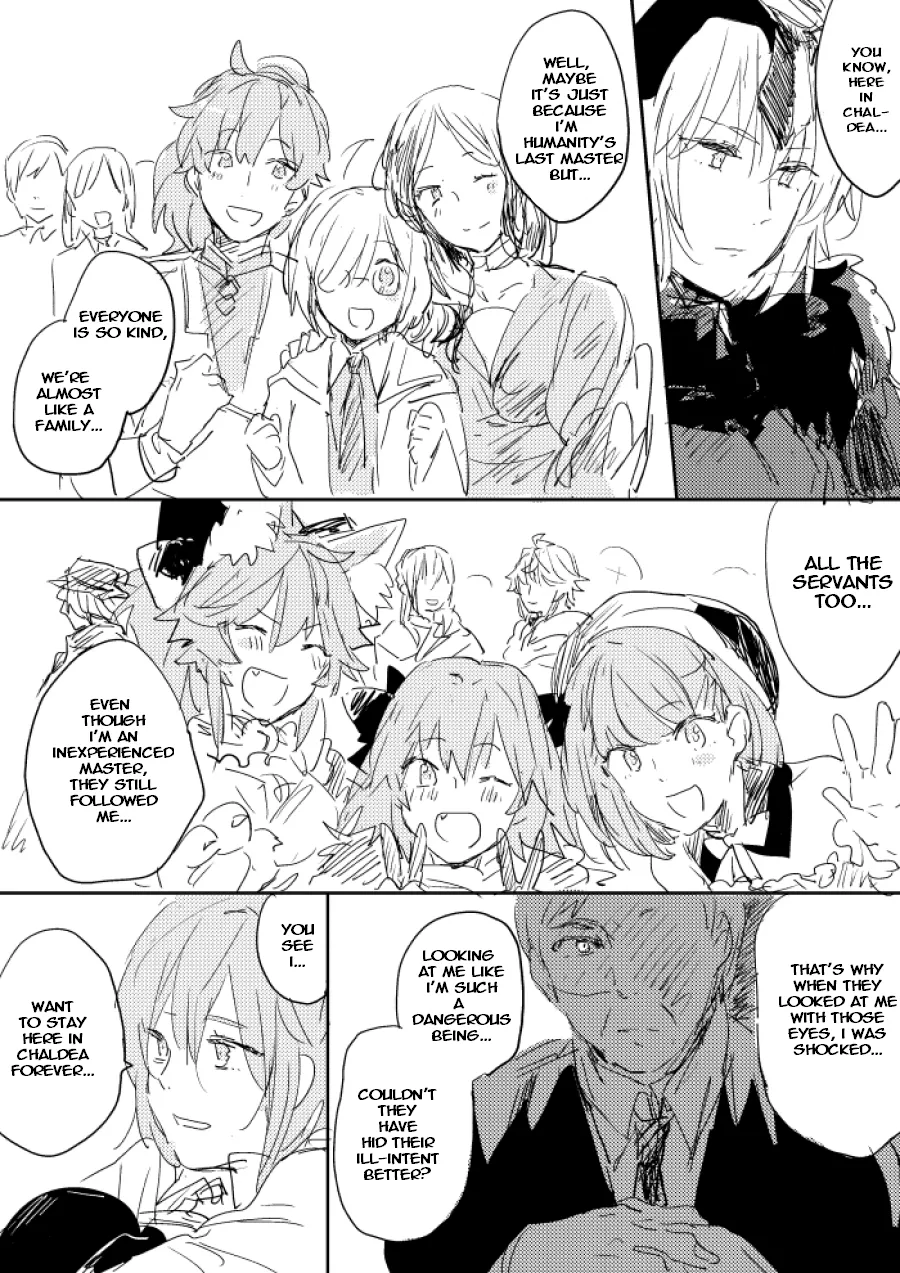 YOU
KNOW,
HERE
IN
CHAL-
DEA...
WELL,
MAYBE
IT'S JUST
BECAUSE
I'M
HUMANITY'S
LAST MASTER
BUT...
EVERYONE
IS SO KIND,
WE'RE
ALMOST
LIKE A
FAMILY...
ALL THE
SERVANTS
TOO...
EVEN
THOUGH
I'M AN
INEXPERIENCED
MASTER,
THEY STILL
FOLLOWED
ME...
THAT'S WHY
WHEN THEY
LOOKED AT ME
WITH THOSE
EYES, I WAS
SHOCKED...
LOOKING
AT ME LIKE
I'M SUCH
A
DANGEROUS
BEING...
COULDN'T
THEY
HAVE
HID THEIR
ILL-INTENT
BETTER?
YOU
SEE
I...
WANT
TO STAY
HERE IN
CHALDEA
FOREVER...